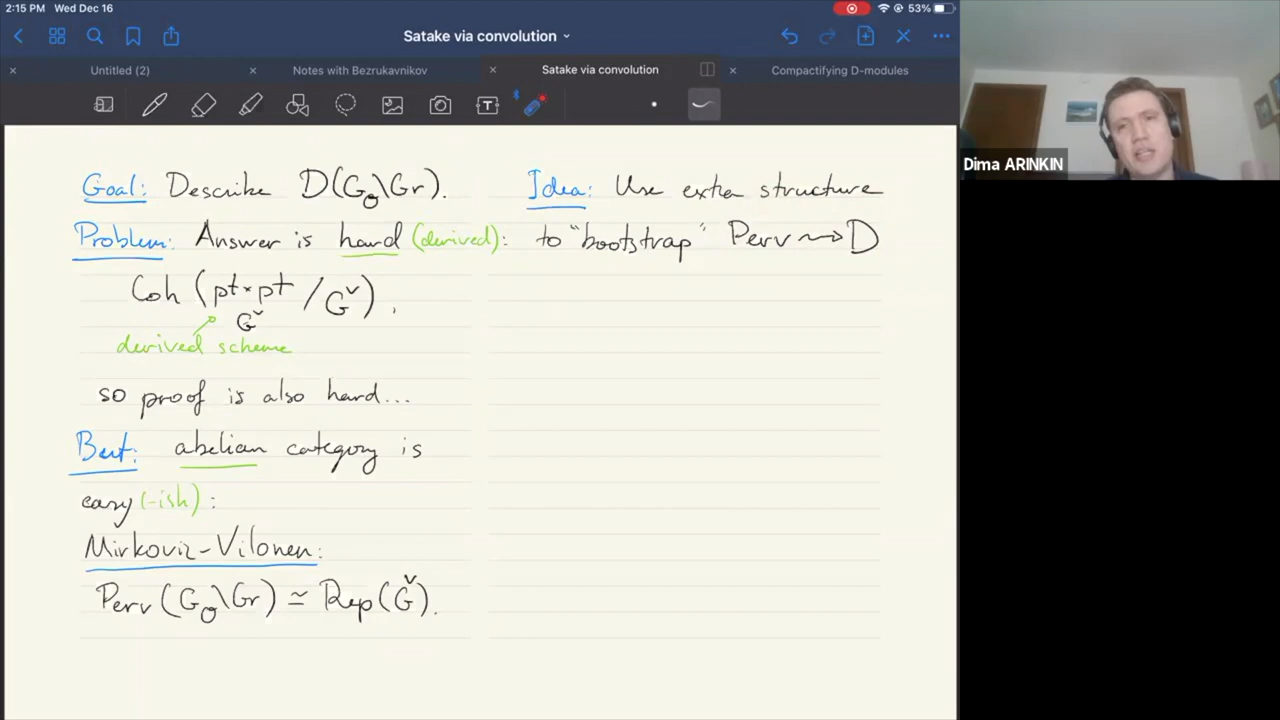 2:15 PM Wed Dec 16
53%
Satake via convolution
Untitled (2)
Notes with Bezrukavnikov
Satake via convolution
Compactifying D-modules
Goal: Describe D(G_O\Gr).
Problem: Answer is hard (derived):
Coh (pt × pt / Ǧ),
Ǧ
derived scheme
so proof is also hard...
But: abelian category is
easy (-ish):
Mirkoviz-Vilonen:
Perv (G_O\Gr) ≃ Rep(Ǧ).
Idea: Use extra structure
to "bootstrap" Perv ⇝ D
Dima ARINKIN